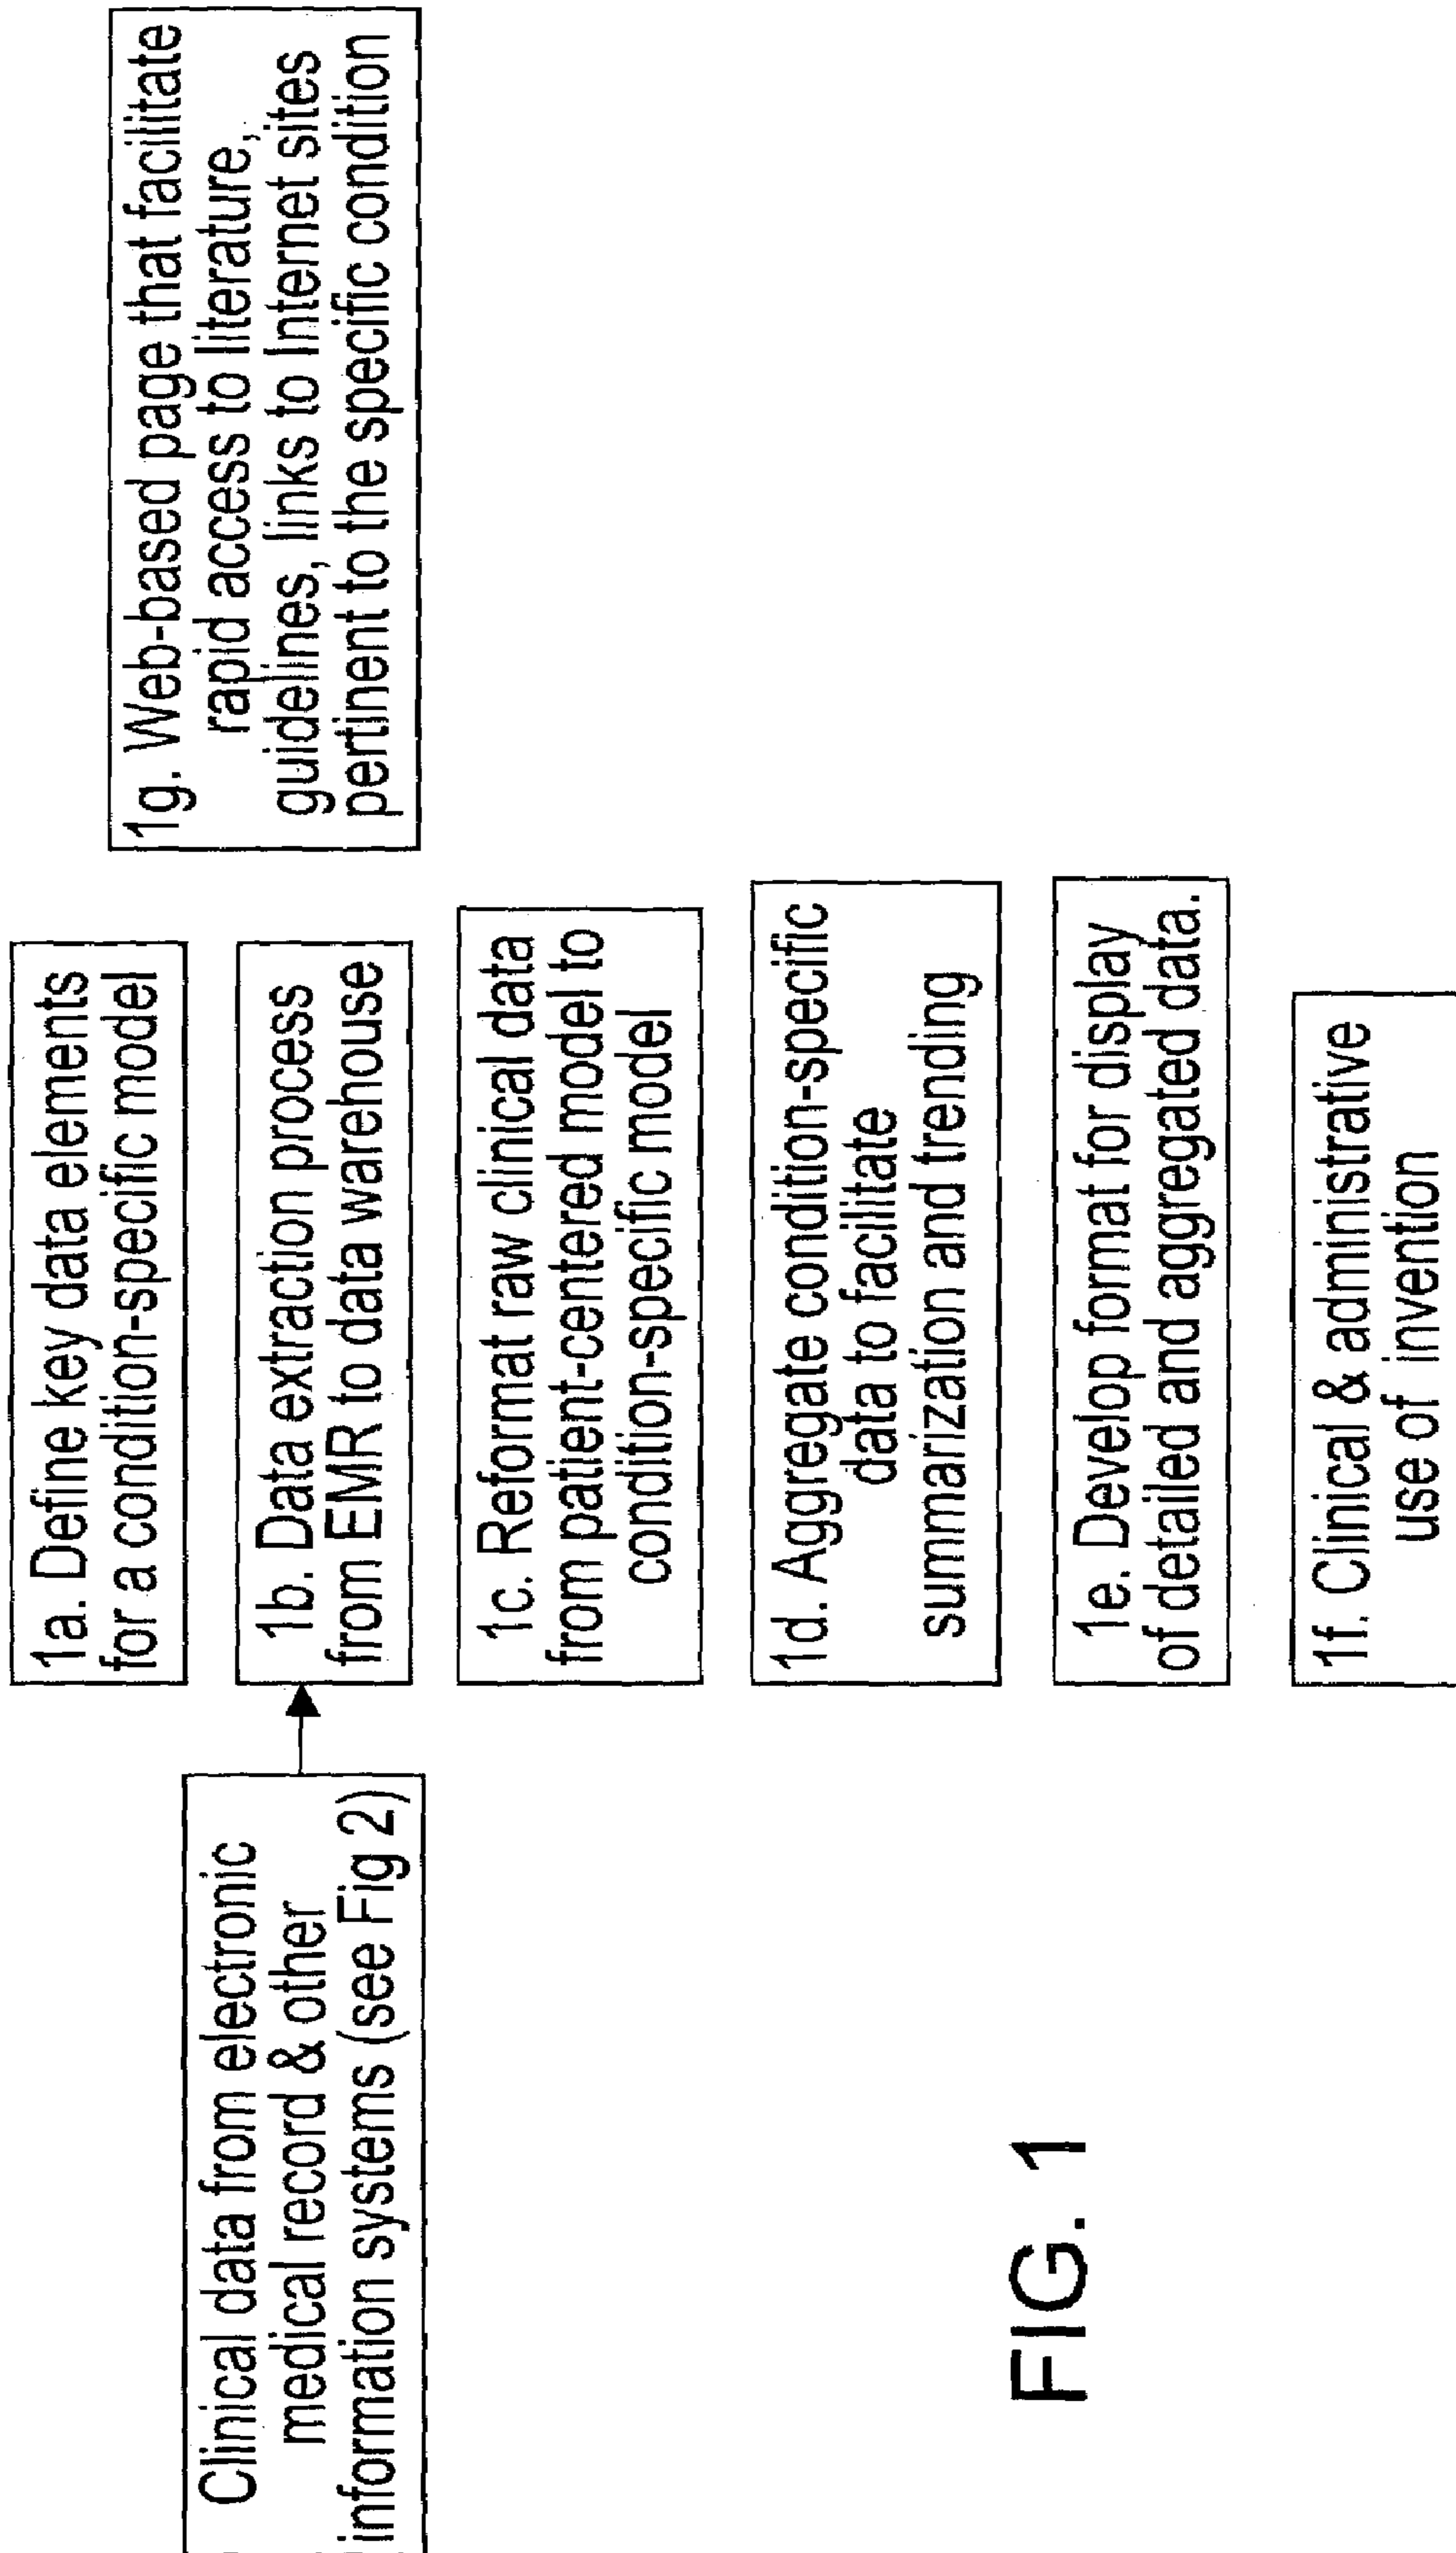 1a. Define key data elements
for a condition-specific model
Clinical data from electronic
medical record & other
information systems (see Fig 2)
1b. Data extraction process
from EMR to data warehouse
1g. Web-based page that facilitate
rapid access to literature,
guidelines, links to Internet sites
pertinent to the specific condition
1c. Reformat raw clinical data
from patient-centered model to
condition-specific model
1d. Aggregate condition-specific
data to facilitate
summarization and trending
1e. Develop format for display
of detailed and aggregated data.
1f. Clinical & administrative
use of invention
FIG. 1